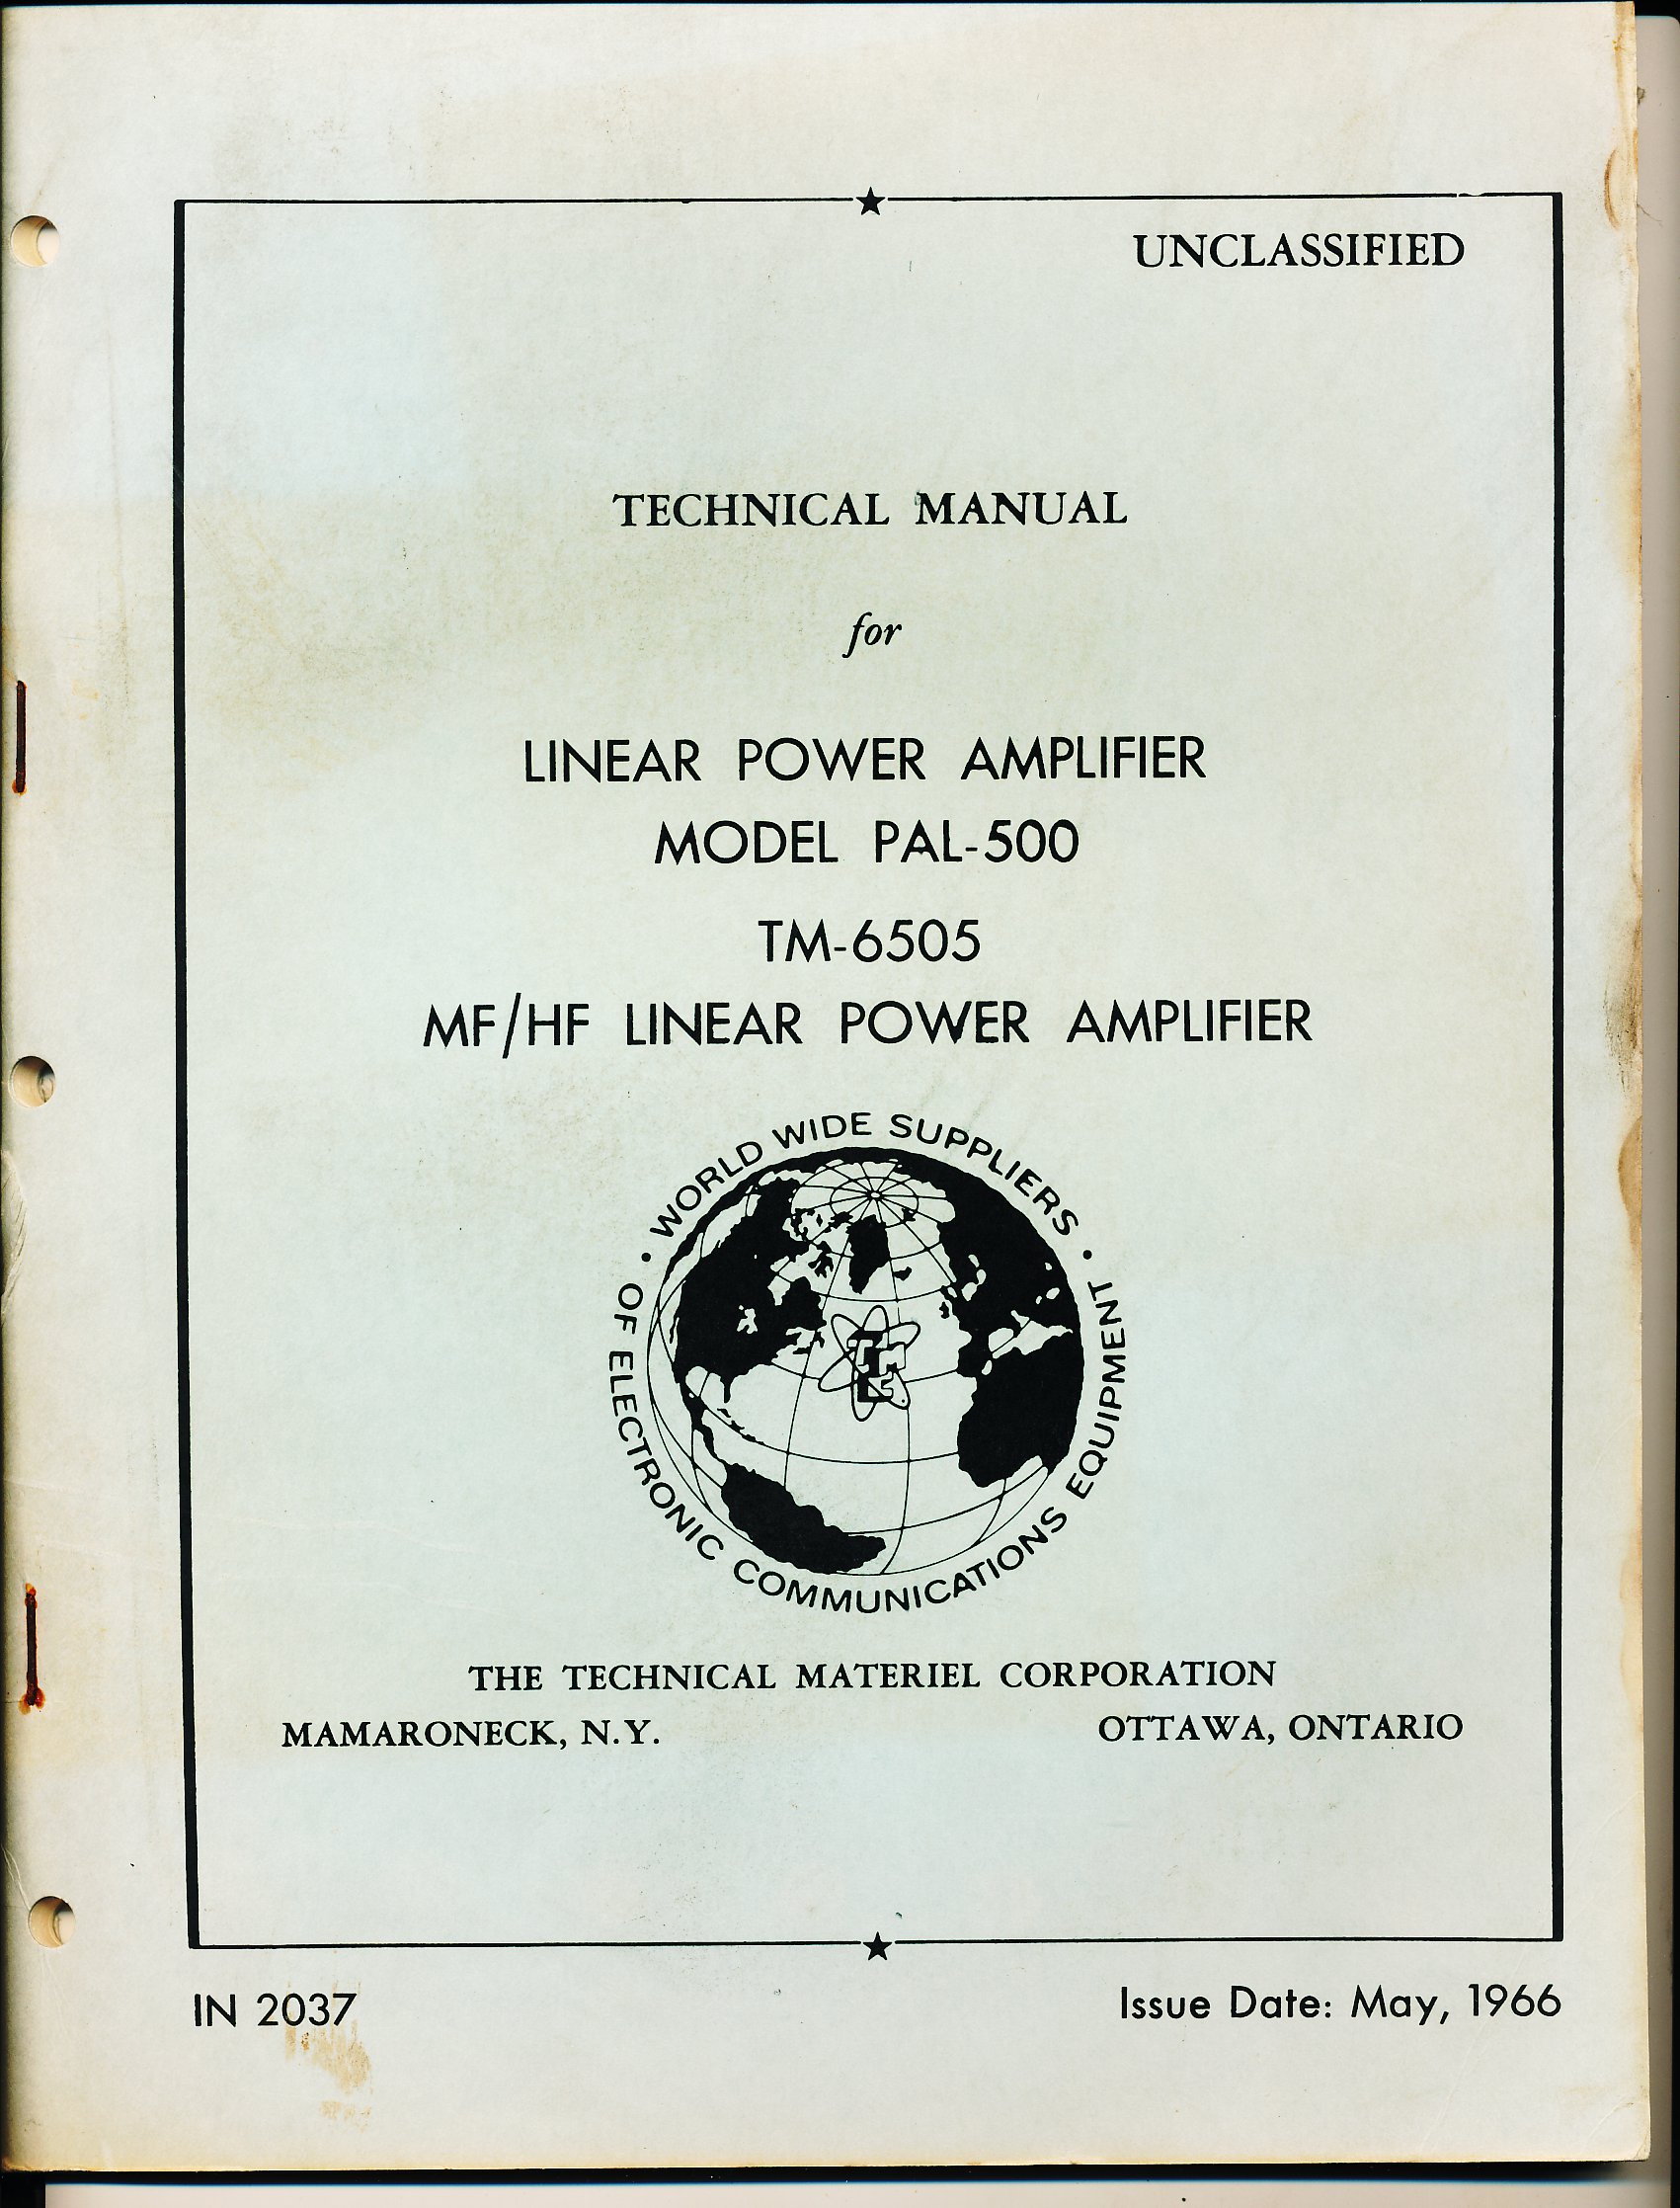 UNCLASSIFIED
TECHNICAL MANUAL
for
LINEAR POWER AMPLIFIER
MODEL PAL-500
TM-6505
MF/HF LINEAR POWER AMPLIFIER
• WORLD WIDE SUPPLIERS •
OF ELECTRONIC COMMUNICATIONS EQUIPMENT
THE TECHNICAL MATERIEL CORPORATION
MAMARONECK, N.Y.
OTTAWA, ONTARIO
IN 2037
Issue Date: May, 1966